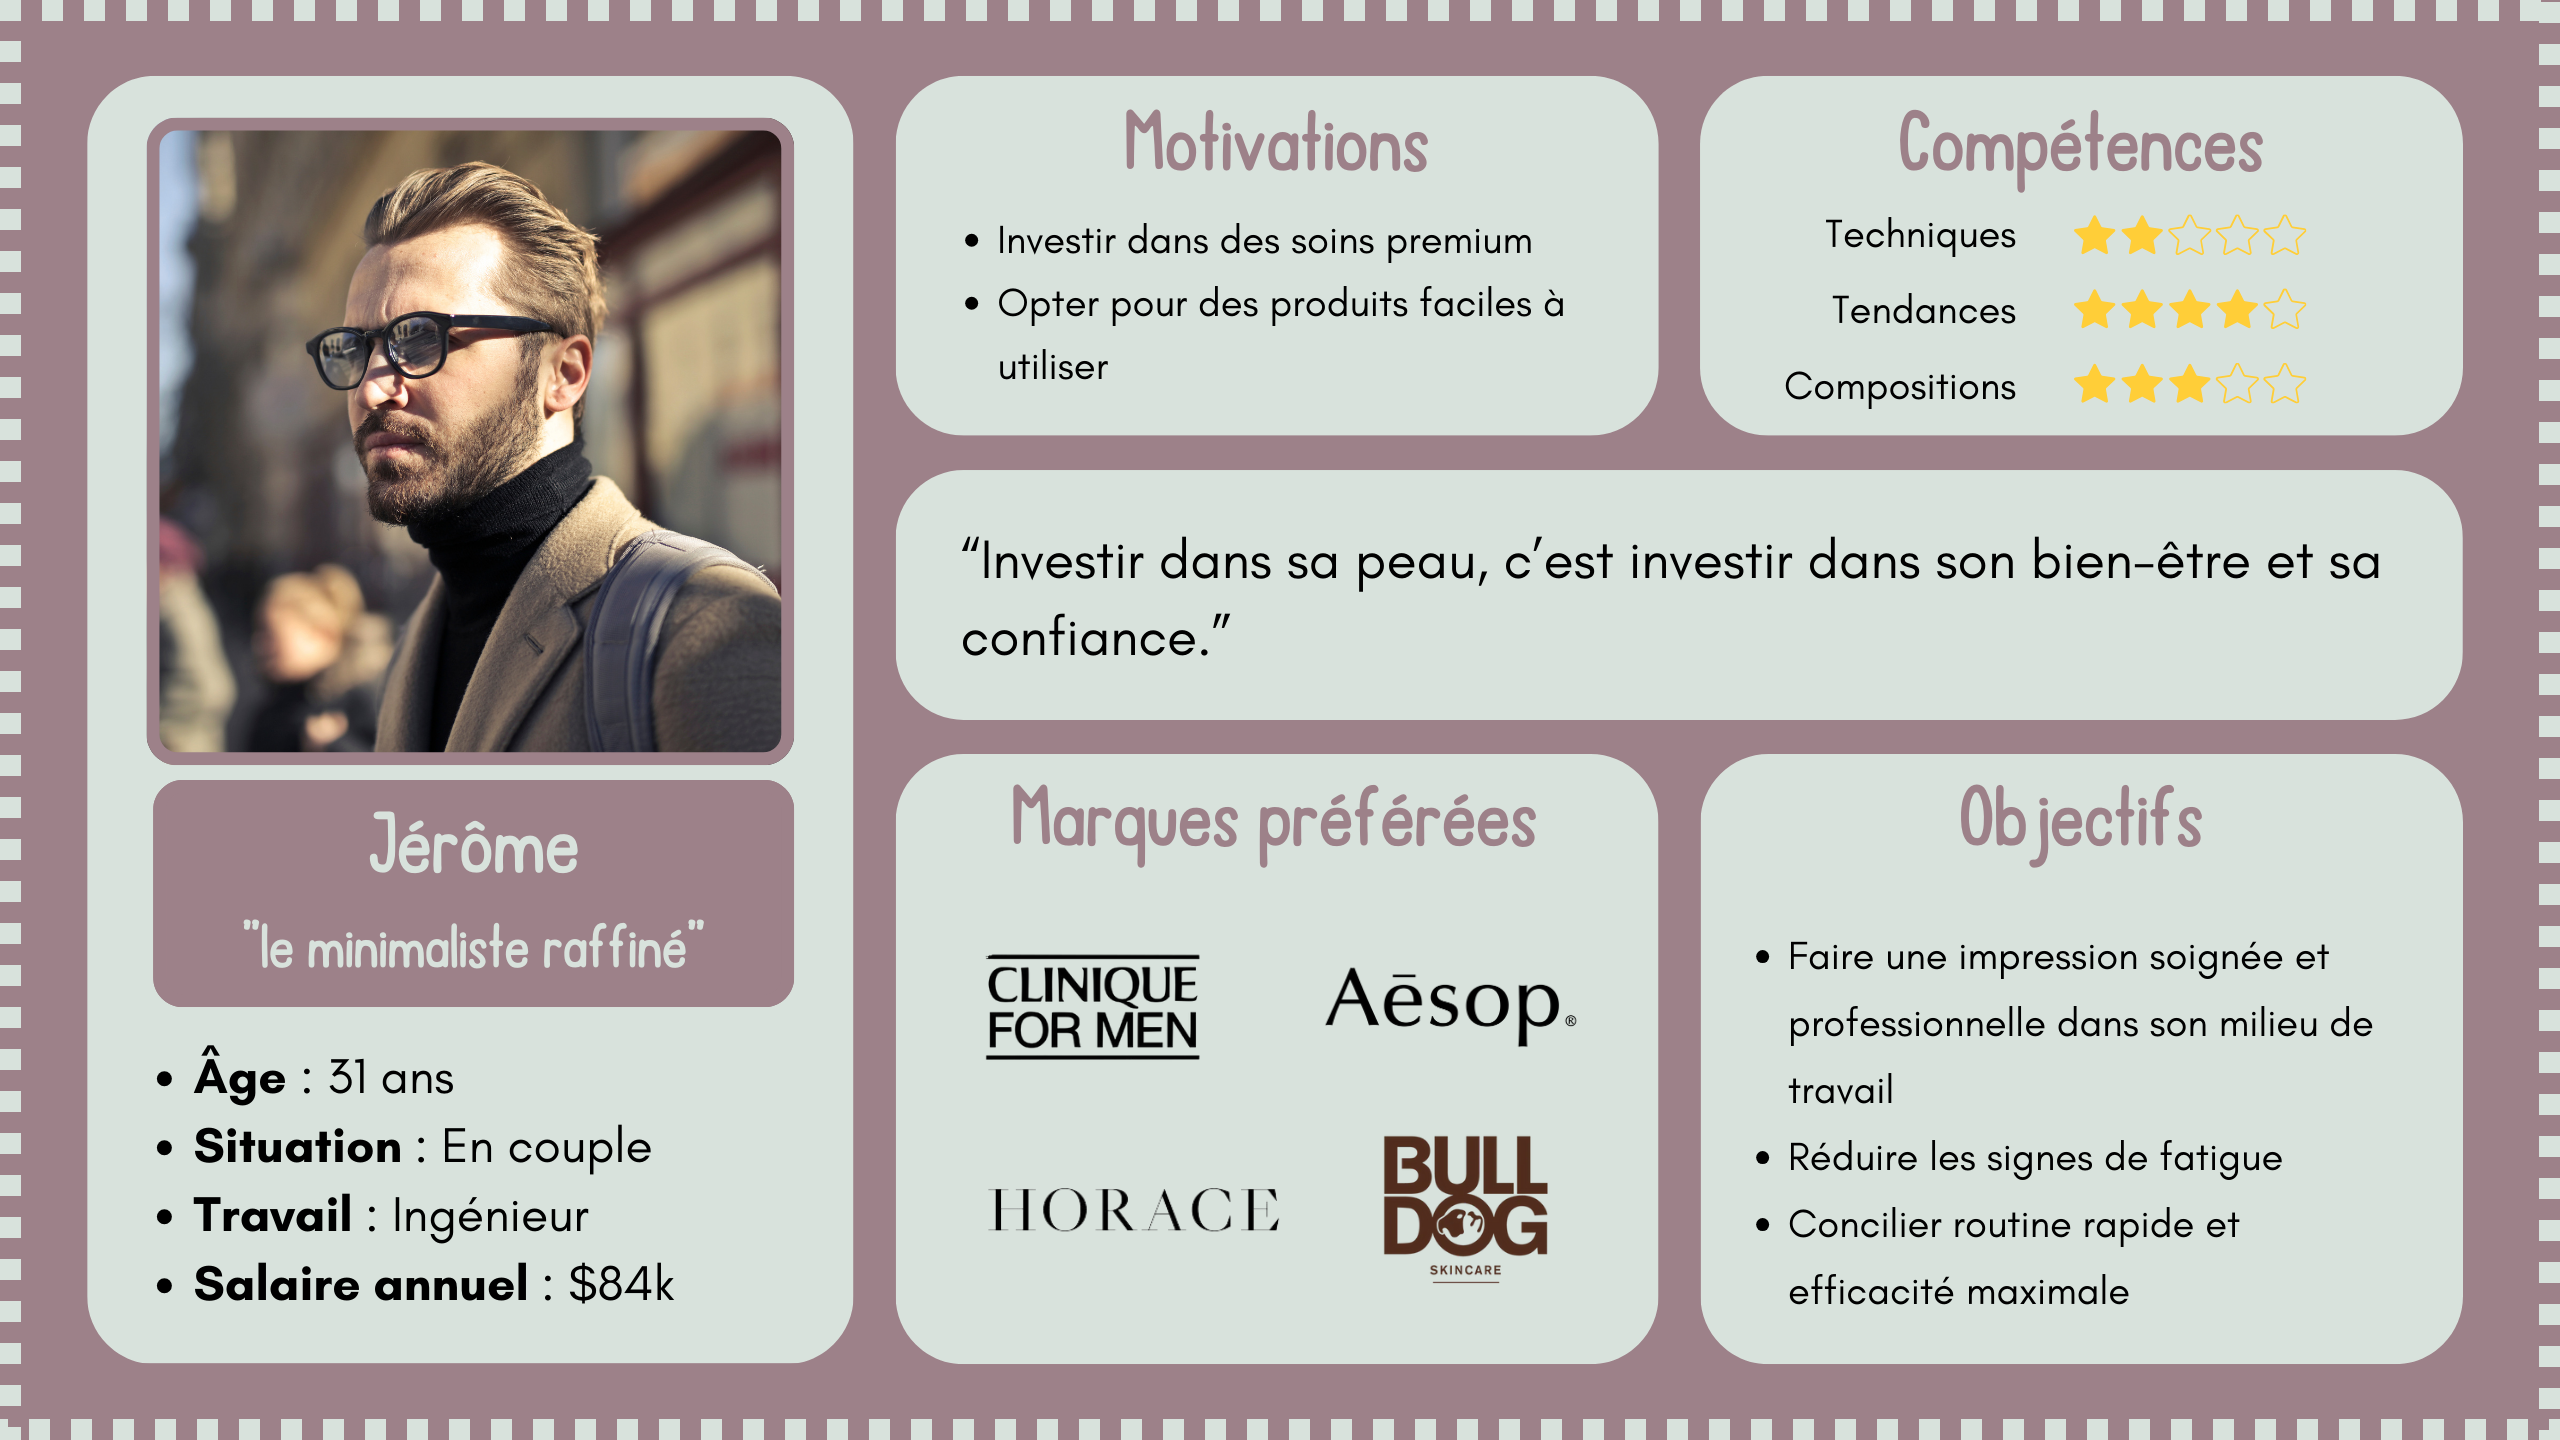 Jérôme
"le minimaliste raffiné"
• Âge : 31 ans
• Situation : En couple
• Travail : Ingénieur
• Salaire annuel : $84k
Motivations
• Investir dans des soins premium
• Opter pour des produits faciles à
utiliser
Compétences
Techniques
Tendances
Compositions
“Investir dans sa peau, c’est investir dans son bien-être et sa
confiance.”
Marques préférées
CLINIQUE
FOR MEN
Aēsop®
HORACE
BULL
DOG
SKINCARE
Objectifs
• Faire une impression soignée et
professionnelle dans son milieu de
travail
• Réduire les signes de fatigue
• Concilier routine rapide et
efficacité maximale